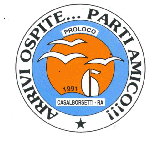 ARRIVI OSPITE... PARTI AMICO!!!
PROLOCO
1991
CASALBORSETTI - RA